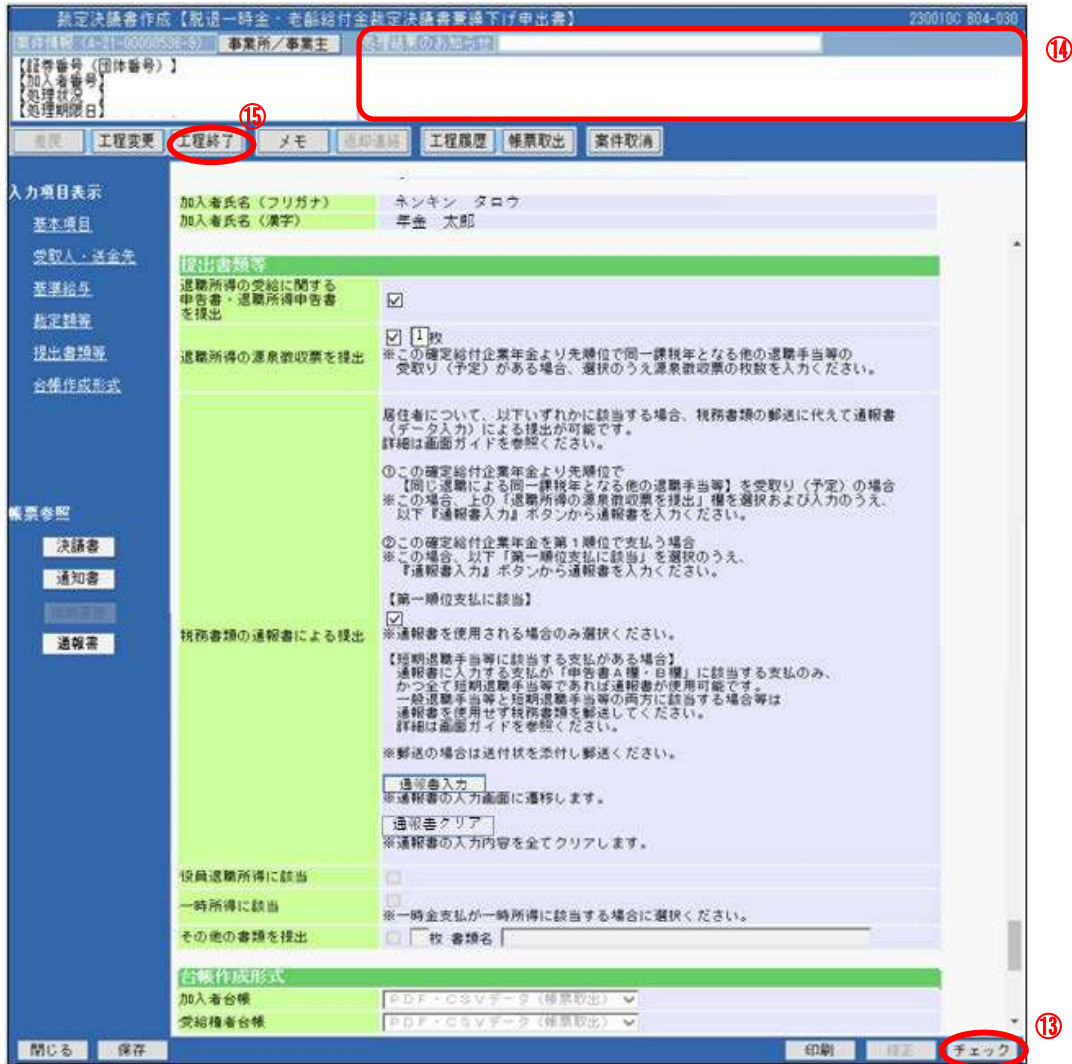 裁定決議書作成【脱退一時金・老齢給付金裁定決議書兼繰下げ申出書】 230010C B04-030
事業所/事業主 処理結果のお知らせ
⑭
【証券番号(団体番号)】
【加入者番号】
【処理状況 】
【処理期限日】
⑮
差戻 工程変更 工程終了 メモ 工程履歴 帳票取出 案件取消
入力項目表示
基本項目
受取人・送金先
基準給与
裁定額等
提出書類等
台帳作成形式
帳票参照
決議書
通知書
通報書
加入者氏名(フリガナ) ネンキン タロウ
加入者氏名(漢字) 年金 太郎
提出書類等
退職所得の受給に関する
申告書・退職所得申告書
を提出
退職所得の源泉徴収票を提出
1枚
※この確定給付企業年金より先順位で同一課税年となる他の退職手当等の
受取り(予定)がある場合、選択のうえ源泉徴収票の枚数を入力ください。
税務書類の通報書による提出
居住者について、以下いずれかに該当する場合、税務書類の郵送に代えて通報書
(データ入力)による提出が可能です。
詳細は画面ガイドを参照ください。
①この確定給付企業年金より先順位で
【同じ退職による同一課税年となる他の退職手当等】を受取り(予定)の場合
※この場合、上の「退職所得の源泉徴収票を提出」欄を選択および入力のうえ、
以下『通報書入力』ボタンから通報書を入力ください。
②この確定給付企業年金を第1順位で支払う場合
※この場合、以下「第一順位支払に該当」を選択のうえ、
『通報書入力』ボタンから通報書を入力ください。
【第一順位支払に該当】
※通報書を使用される場合のみ選択ください。
【短期退職手当等に該当する支払がある場合】
通報書に入力する支払が「申告書A欄・B欄」に該当する支払のみ、
かつ全て短期退職手当等であれば通報書が使用可能です。
一般退職手当等と短期退職手当等の両方に該当する場合等は
通報書を使用せず税務書類を郵送してください。
詳細は画面ガイドを参照ください。
※郵送の場合は送付状を添付し郵送ください。
通報書入力
※通報書の入力画面に遷移します。
通報書クリア
※通報書の入力内容を全てクリアします。
役員退職所得に該当
一時所得に該当
※一時金支払が一時所得に該当する場合に選択ください。
その他の書類を提出 枚 書類名
台帳作成形式
加入者台帳 PDF・CSVデータ(帳票取出)
受給権者台帳 PDF・CSVデータ(帳票取出)
⑬
閉じる 保存 印刷 修正 チェック